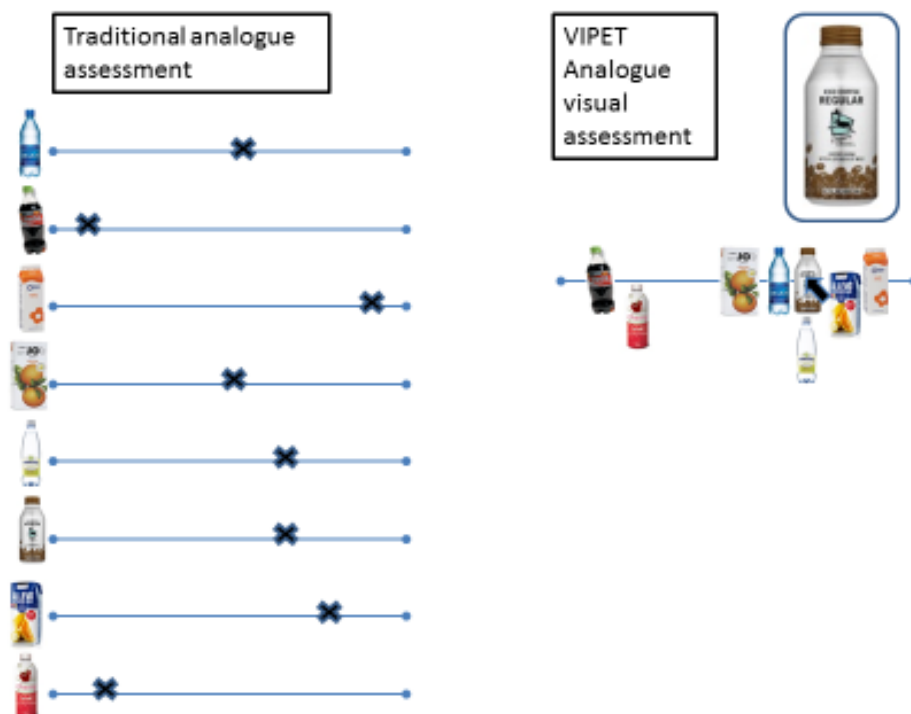 Traditional analogue
assessment
VIPET
Analogue
visual
assessment
REGULAR